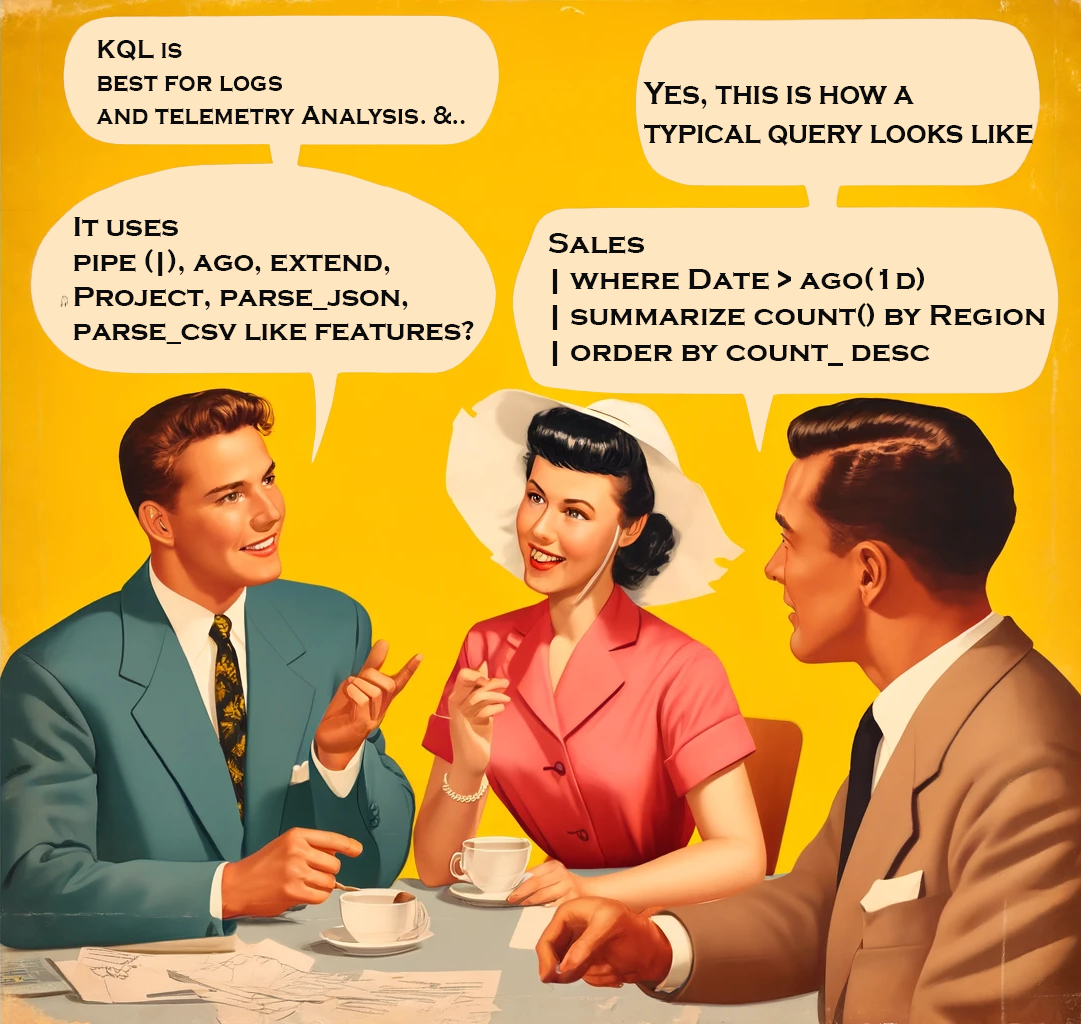 KQL is
best for logs
and telemetry Analysis. &..
It uses
pipe (|), ago, extend,
Project, parse_json,
parse_csv like features?
Yes, this is how a
typical query looks like
Sales
| where Date > ago(1d)
| summarize count() by Region
| order by count_ desc